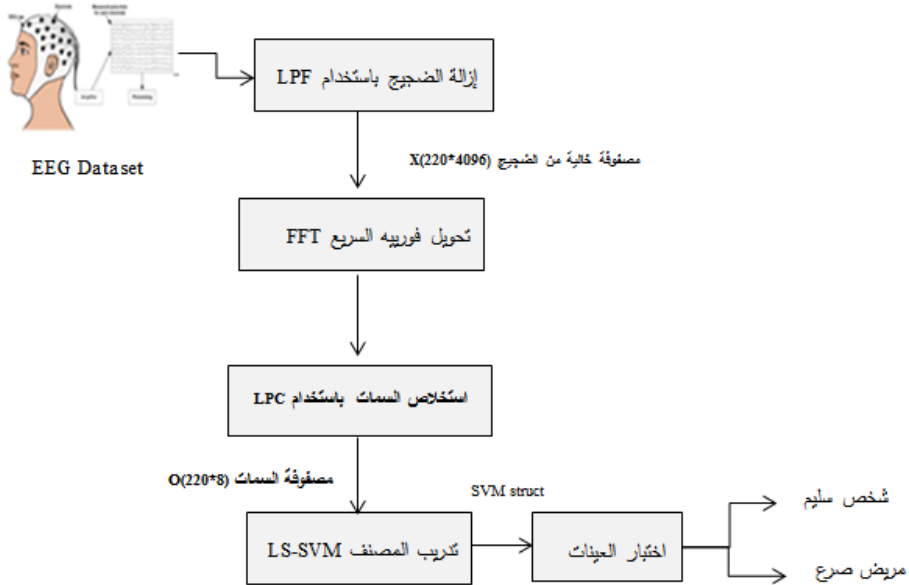 EEG Dataset
إزالة الضجيج باستخدام LPF
مصفوفة خالية من الضجيج X(220*4096)
تحويل فورييه السريع FFT
استخلاص السمات باستخدام LPC
مصفوفة السمات O(220*8)
تدريب المصنف LS-SVM
SVM struct
اختبار العينات
شخص سليم
مريض صرع